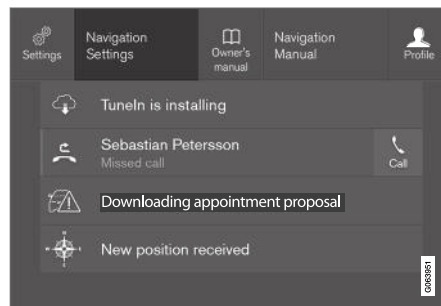 Settings
Navigation
Settings
Owner's
manual
Navigation
Manual
Profile
TuneIn is installing
Sebastian Petersson
Missed call
Call
Downloading appointment proposal
New position received
G063951